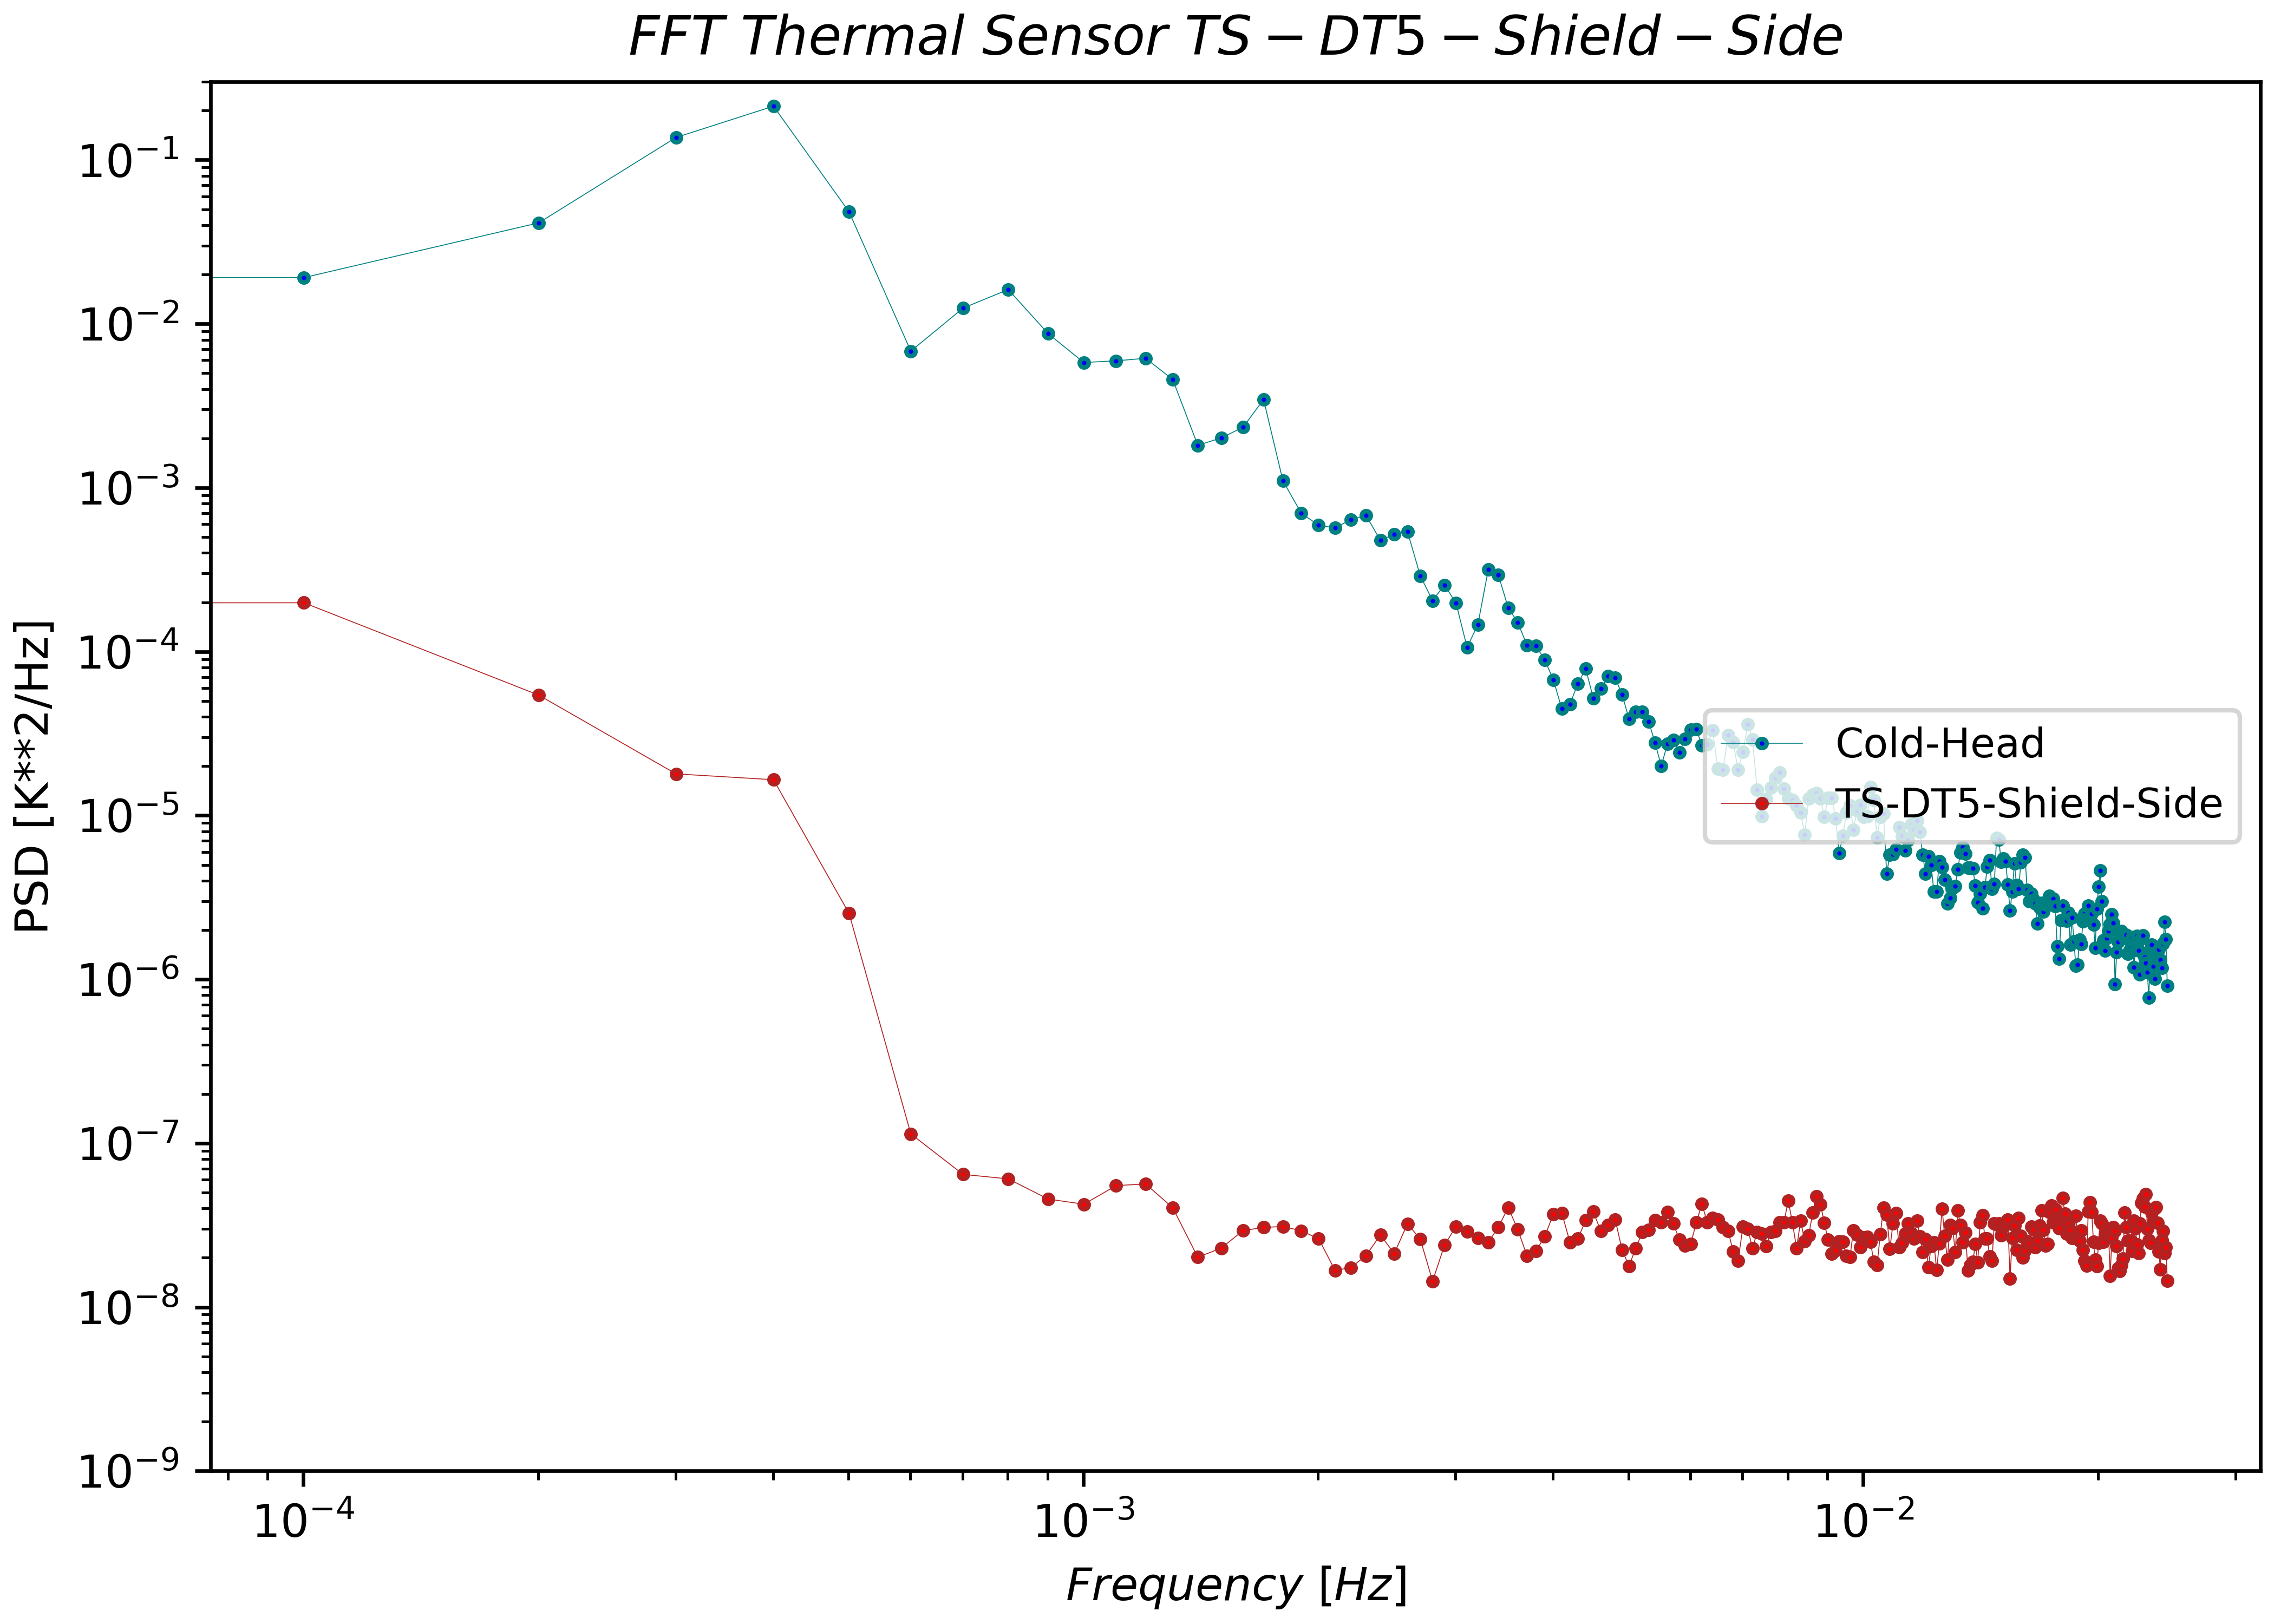 FFT Thermal Sensor TS − DT5 − Shield − Side
PSD [K**2/Hz]
10⁻¹
10⁻²
10⁻³
10⁻⁴
10⁻⁵
10⁻⁶
10⁻⁷
10⁻⁸
10⁻⁹
Cold-Head
TS-DT5-Shield-Side
10⁻⁴ 10⁻³ 10⁻²
Frequency [Hz]